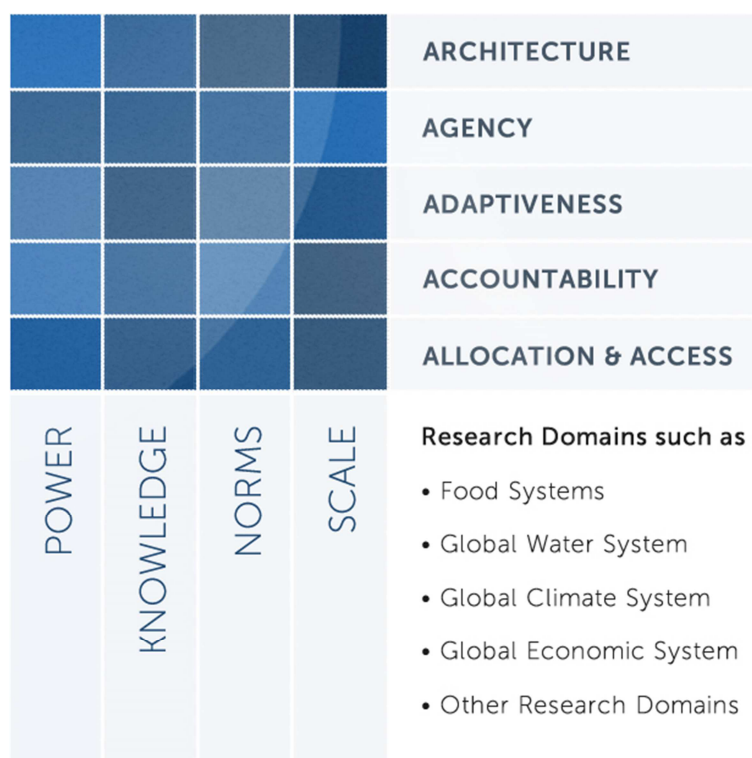 ARCHITECTURE
AGENCY
ADAPTIVENESS
ACCOUNTABILITY
ALLOCATION & ACCESS
POWER
KNOWLEDGE
NORMS
SCALE
Research Domains such as
• Food Systems
• Global Water System
• Global Climate System
• Global Economic System
• Other Research Domains